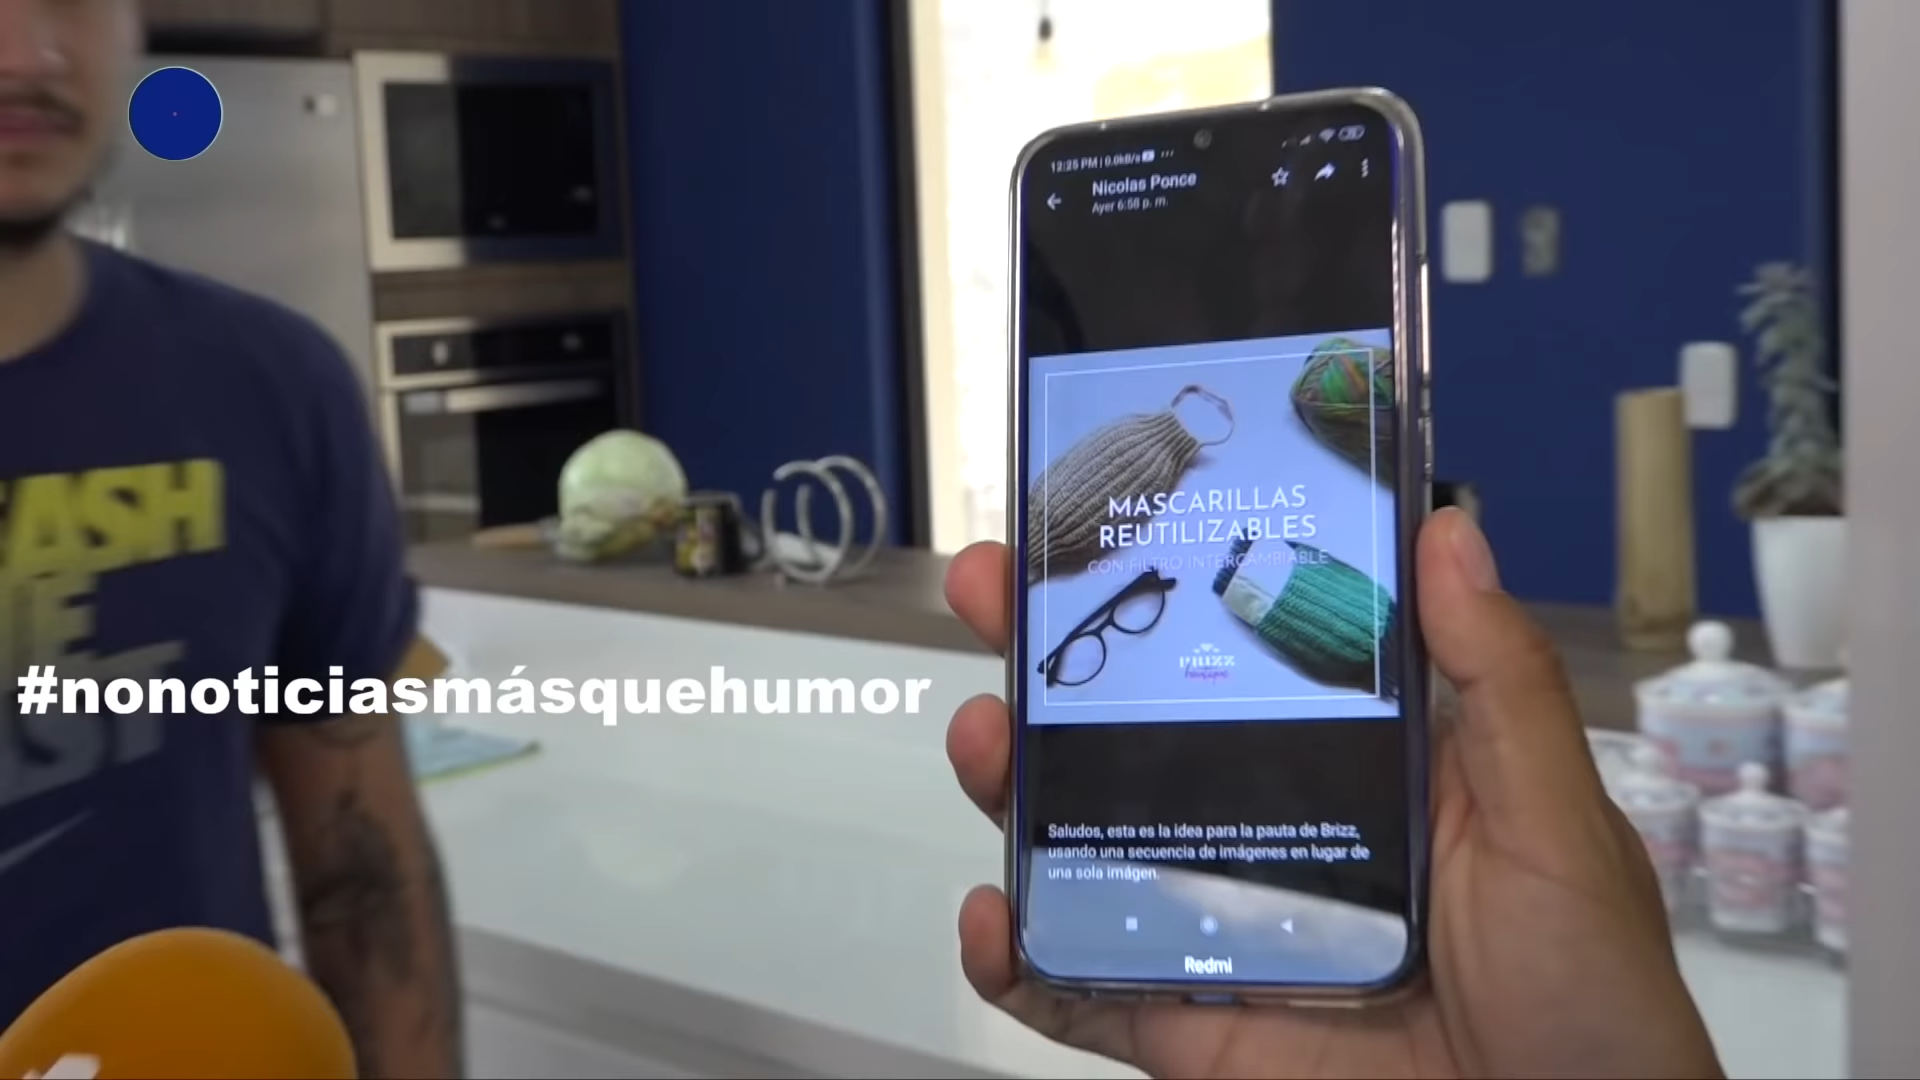 12:25 PM | 0.0kB/s
Nicolas Ponce
Ayer 6:58 p. m.
MASCARILLAS
REUTILIZABLES
CON FILTRO INTERCAMBIABLE
Saludos, esta es la idea para la pauta de Brizz,
usando una secuencia de imágenes en lugar de
una sola imágen.
Redmi
#nonoticiasmásquehumor